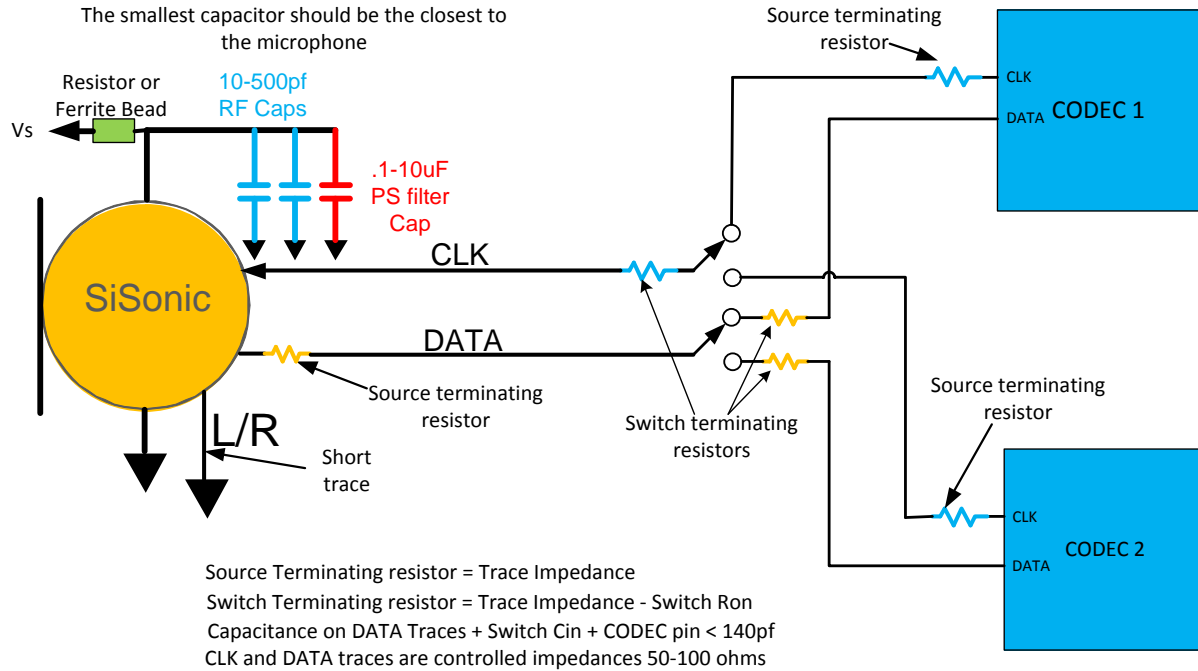 The smallest capacitor should be the closest to
the microphone
Resistor or
Ferrite Bead
Vs
10-500pf
RF Caps
.1-10uF
PS filter
Cap
SiSonic
CLK
DATA
Source terminating
resistor
L/R
Short
trace
Switch terminating
resistors
Source terminating
resistor
CLK
DATA
CODEC 1
Source terminating
resistor
CLK
DATA
CODEC 2
Source Terminating resistor = Trace Impedance
Switch Terminating resistor = Trace Impedance - Switch Ron
Capacitance on DATA Traces + Switch Cin + CODEC pin < 140pf
CLK and DATA traces are controlled impedances 50-100 ohms